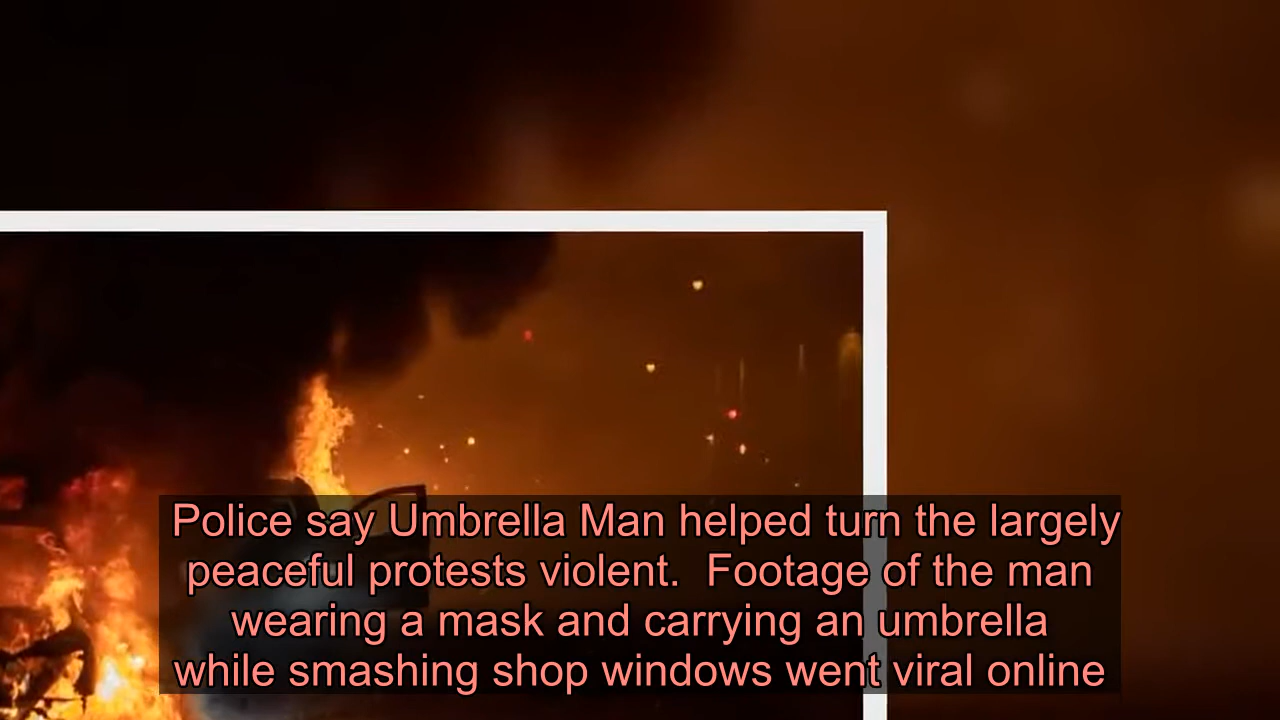 Police say Umbrella Man helped turn the largely
peaceful protests violent.  Footage of the man
wearing a mask and carrying an umbrella
while smashing shop windows went viral online